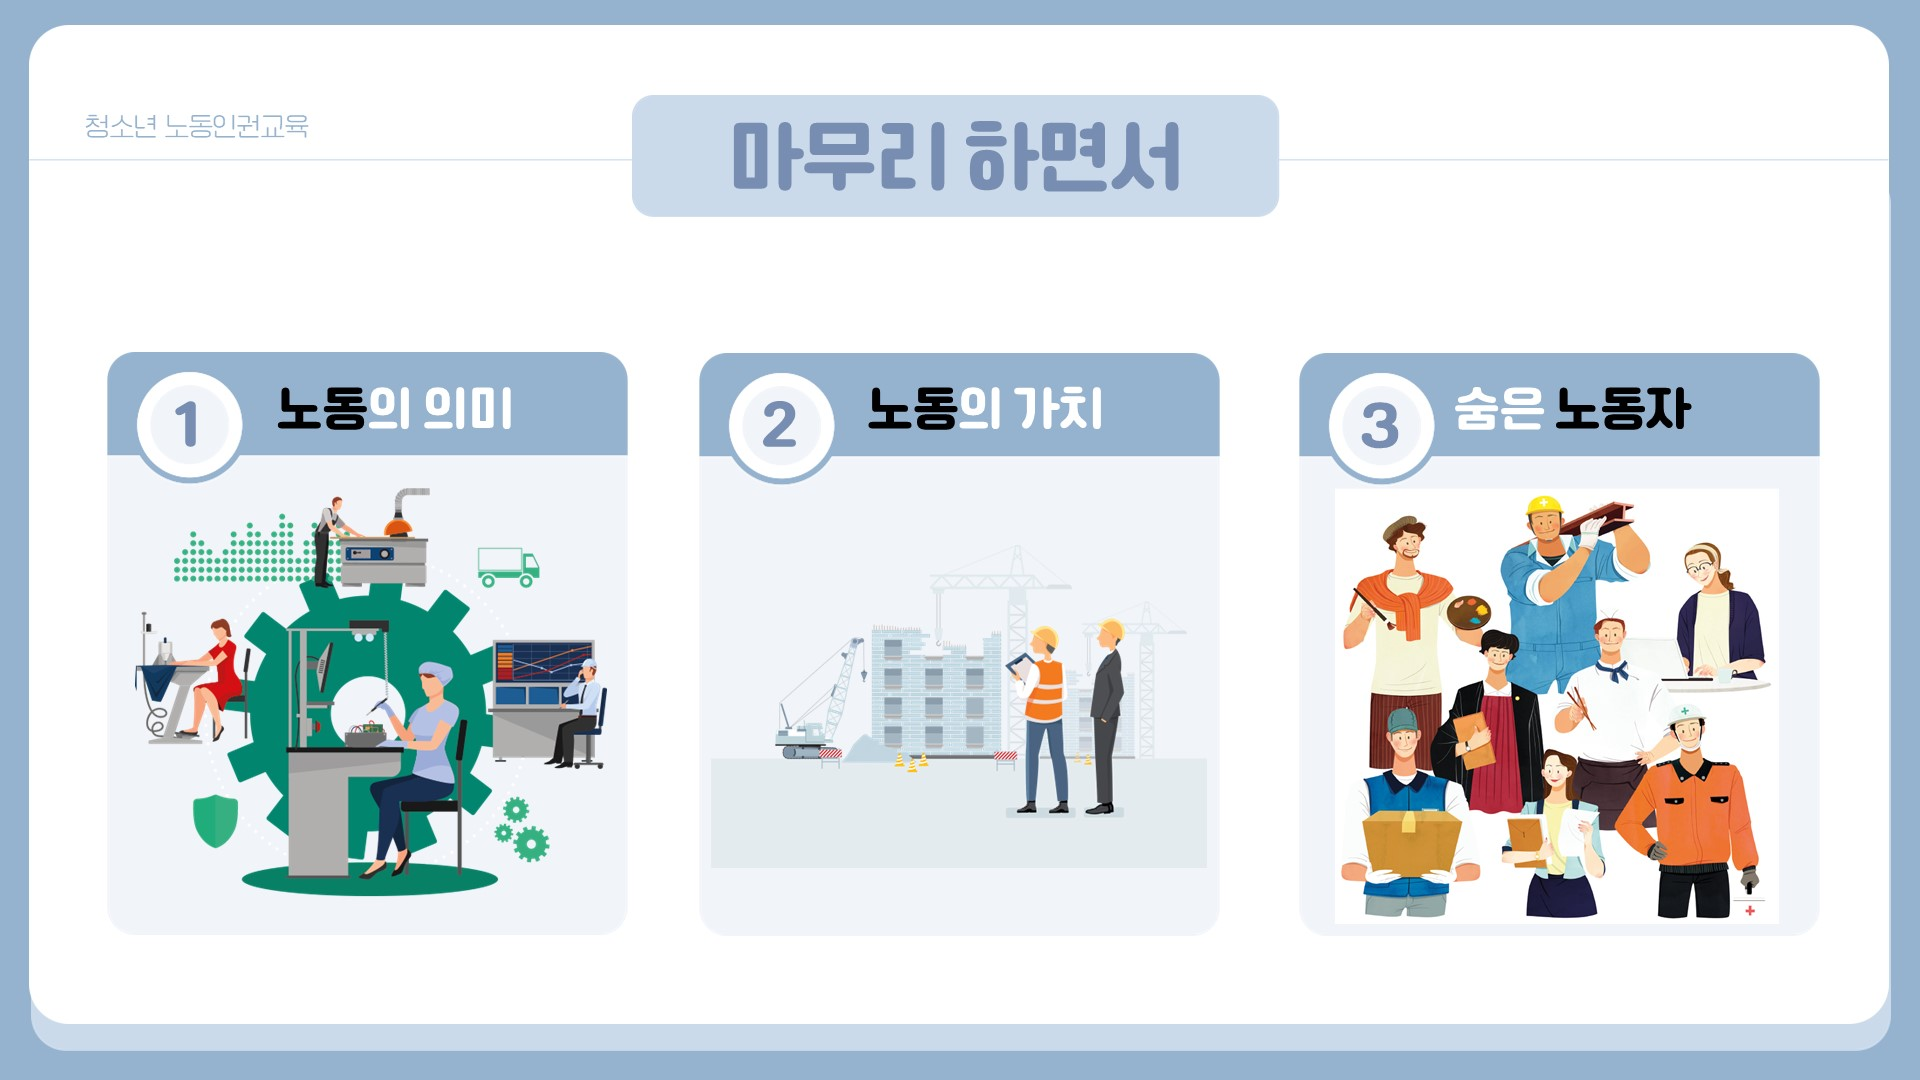 청소년 노동인권교육
마무리 하면서
1 노동의 의미
2 노동의 가치
3 숨은 노동자